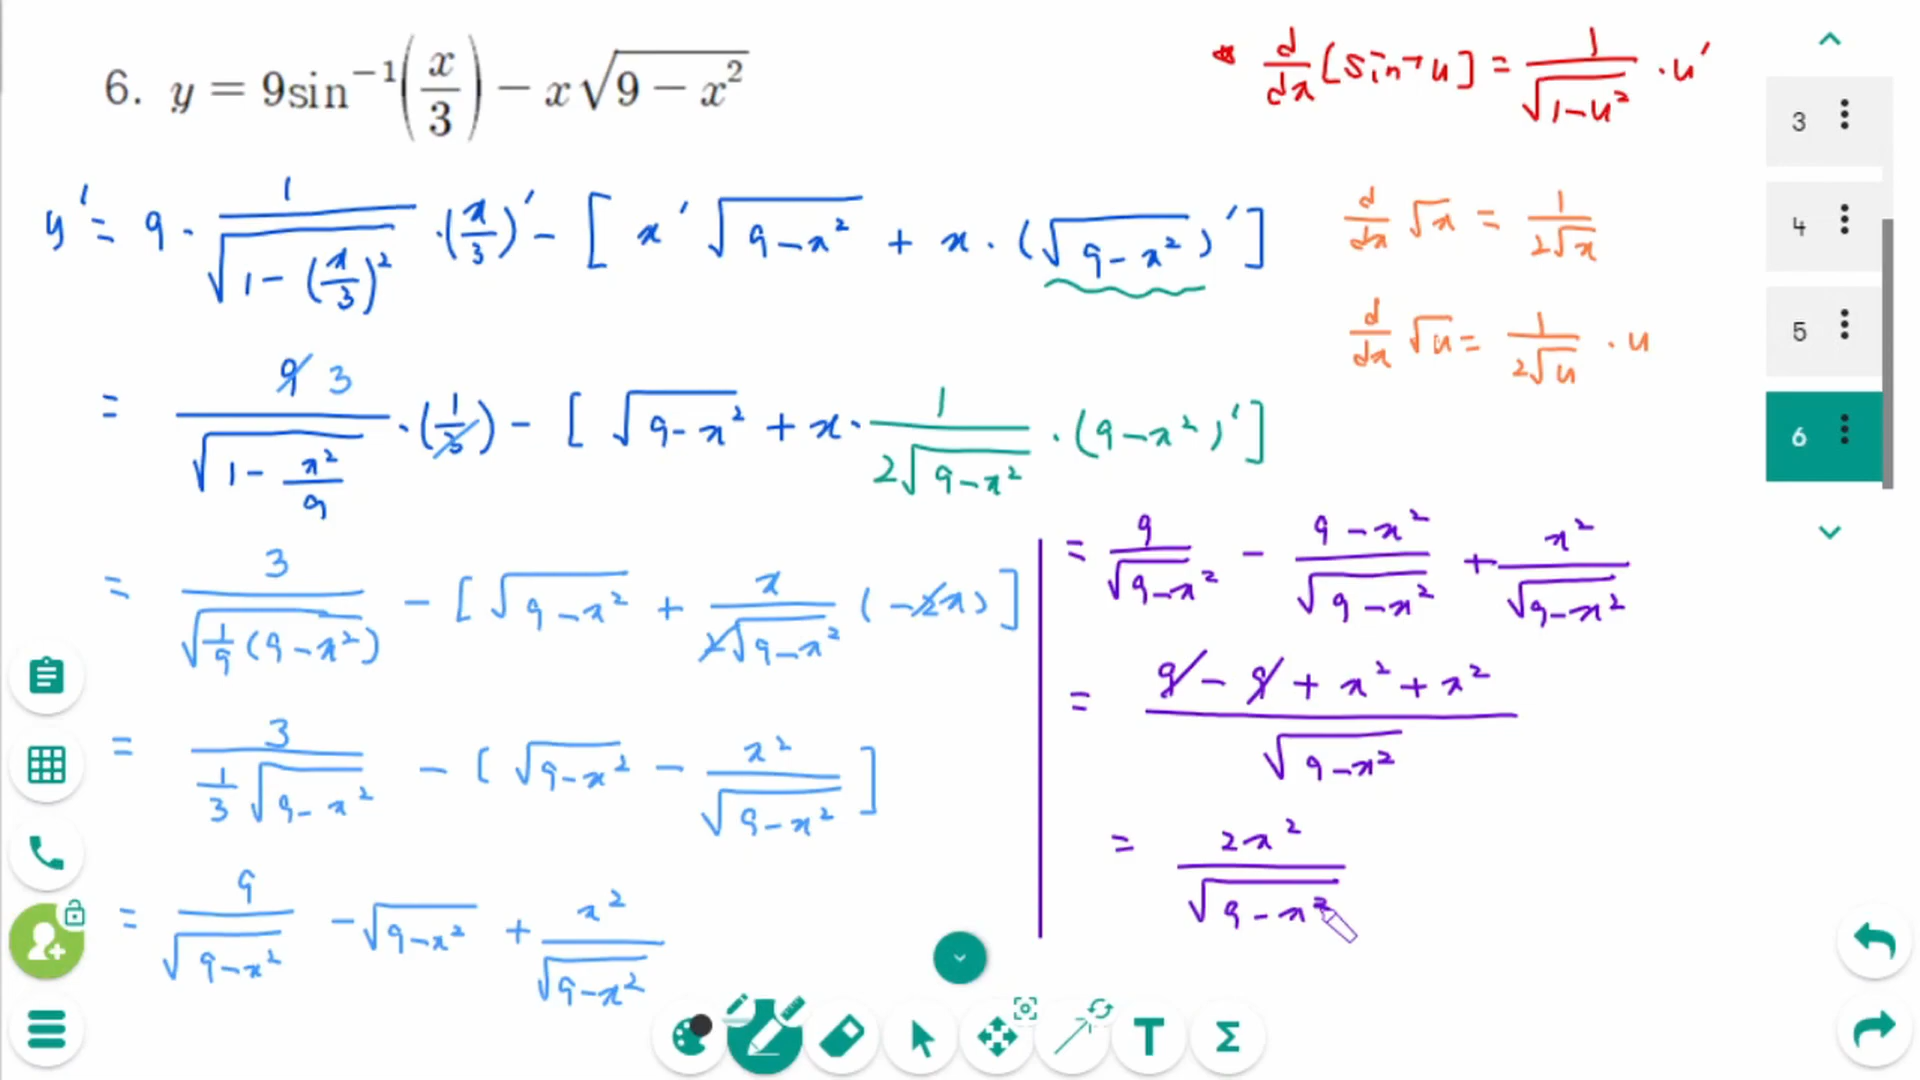 6. y = 9sin⁻¹(x/3) − x√(9 − x²)
* d/dx [sin⁻¹u] = 1/√(1−u²) · u'
y' = 9 · 1/√(1−(x/3)²) · (x/3)' − [x'√(9−x²) + x · (√(9−x²))']
d/dx √x = 1/(2√x)
d/dx √u = 1/(2√u) · u
= 9 3/√(1−x²/9) · (1/3) − [√(9−x²) + x · 1/(2√(9−x²)) · (9−x²)']
= 3/√(1/9(9−x²)) − [√(9−x²) + x/(2√(9−x²)) (−2x)]
= 3/(1/3 √(9−x²)) − [√(9−x²) − x²/√(9−x²)]
= 9/√(9−x²) − √(9−x²) + x²/√(9−x²)
= 9/√(9−x²) − (9−x²)/√(9−x²) + x²/√(9−x²)
= (9 − 9 + x² + x²)/√(9−x²)
= 2x²/√(9−x²)
3
4
5
6
T
Σ